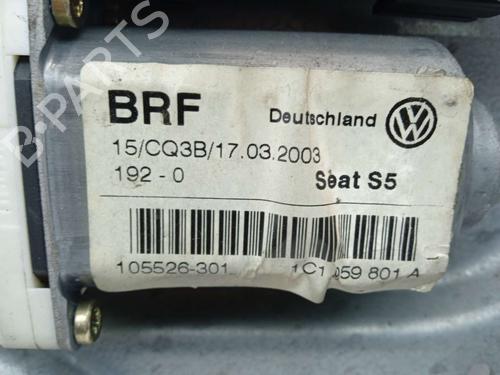 BRF Deutschland
15/CQ3B/17.03.2003
192-0 Seat S5
105526-301 1C1 959 801 A
B-PARTS